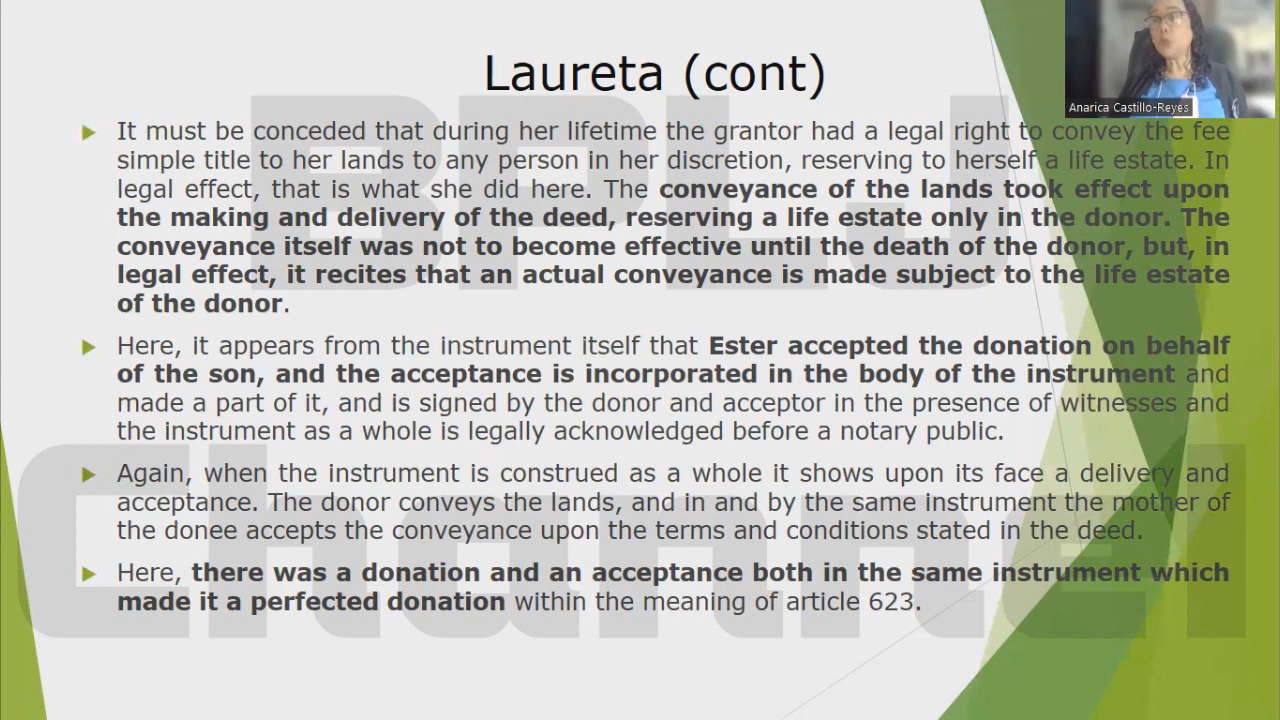 Laureta (cont)
Anarica Castillo-Reyes
It must be conceded that during her lifetime the grantor had a legal right to convey the fee
simple title to her lands to any person in her discretion, reserving to herself a life estate. In
legal effect, that is what she did here. The conveyance of the lands took effect upon
the making and delivery of the deed, reserving a life estate only in the donor. The
conveyance itself was not to become effective until the death of the donor, but, in
legal effect, it recites that an actual conveyance is made subject to the life estate
of the donor.
Here, it appears from the instrument itself that Ester accepted the donation on behalf
of the son, and the acceptance is incorporated in the body of the instrument and
made a part of it, and is signed by the donor and acceptor in the presence of witnesses and
the instrument as a whole is legally acknowledged before a notary public.
Again, when the instrument is construed as a whole it shows upon its face a delivery and
acceptance. The donor conveys the lands, and in and by the same instrument the mother of
the donee accepts the conveyance upon the terms and conditions stated in the deed.
Here, there was a donation and an acceptance both in the same instrument which
made it a perfected donation within the meaning of article 623.
BPLJ
Channel